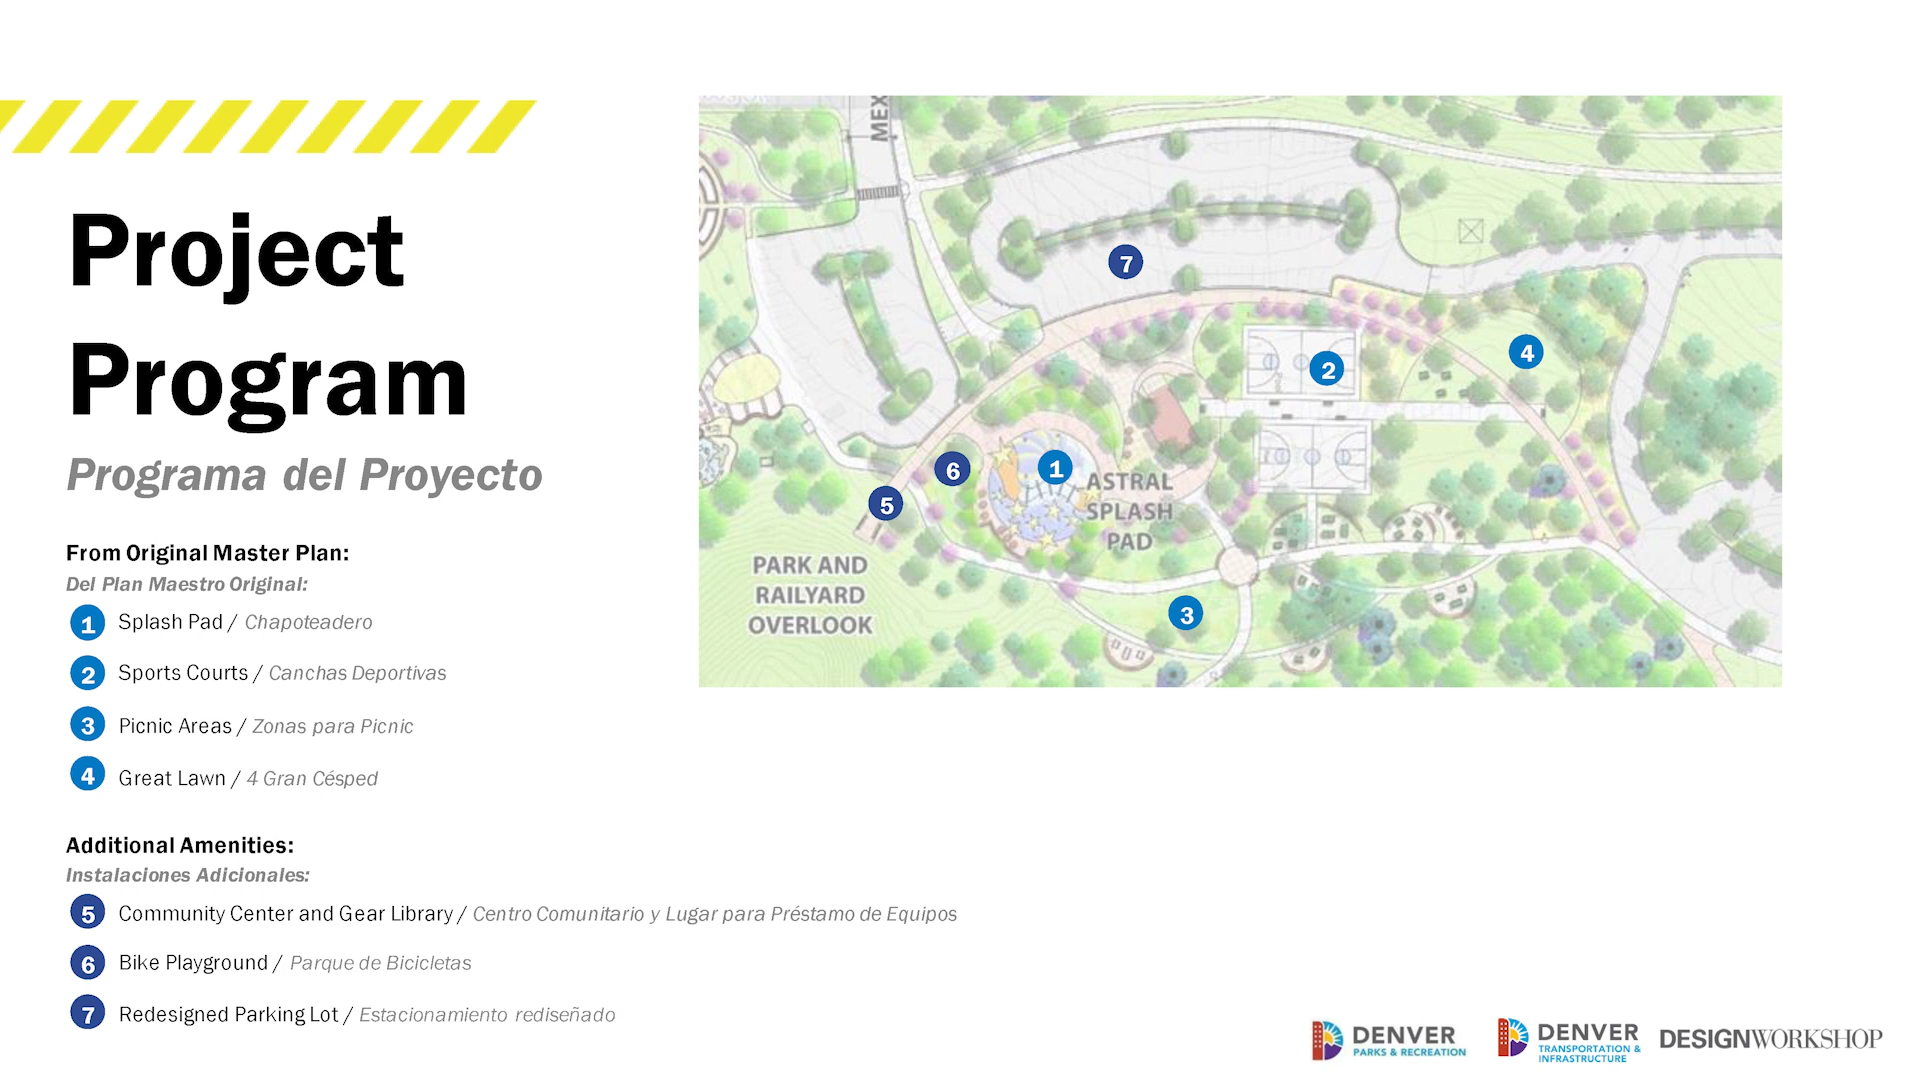 Project
Program
Programa del Proyecto
From Original Master Plan:
Del Plan Maestro Original:
1 Splash Pad / Chapoteadero
2 Sports Courts / Canchas Deportivas
3 Picnic Areas / Zonas para Picnic
4 Great Lawn / 4 Gran Césped
Additional Amenities:
Instalaciones Adicionales:
5 Community Center and Gear Library / Centro Comunitario y Lugar para Préstamo de Equipos
6 Bike Playground / Parque de Bicicletas
7 Redesigned Parking Lot / Estacionamiento rediseñado
MEX
7
2
4
6
1
5
ASTRAL
SPLASH
PAD
PARK AND
RAILYARD
OVERLOOK
3
DENVER
PARKS & RECREATION
DENVER
TRANSPORTATION &
INFRASTRUCTURE
DESIGNWORKSHOP